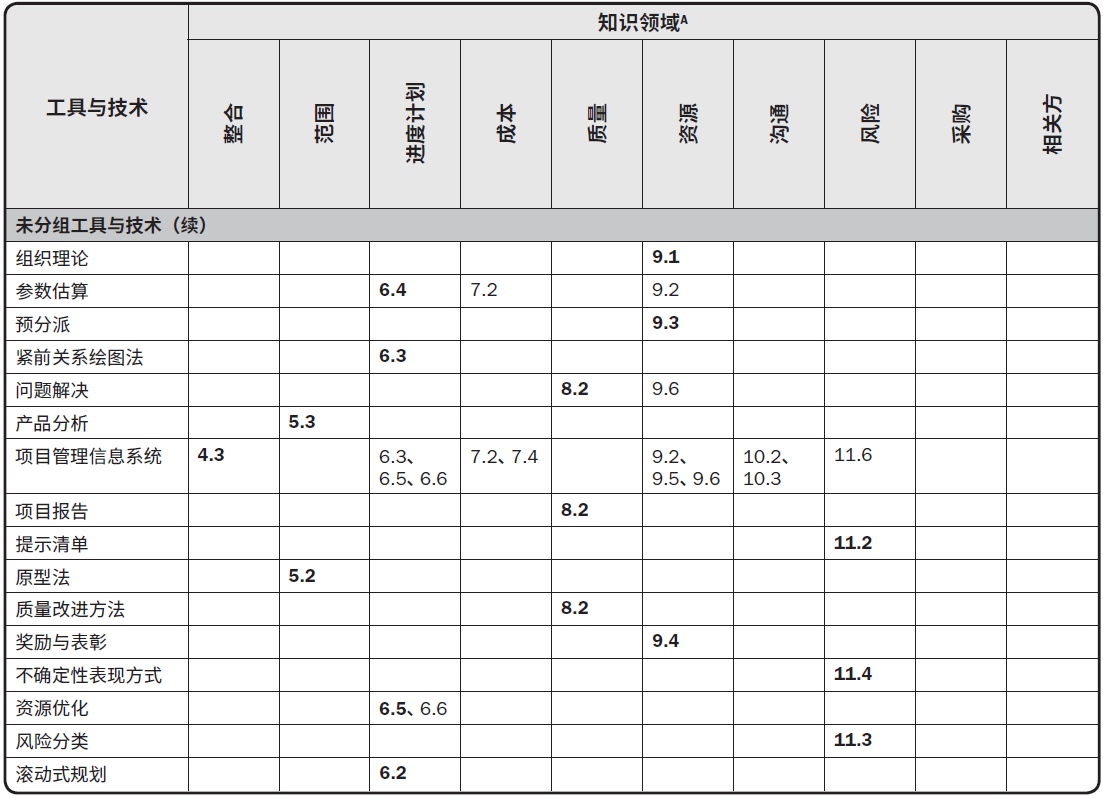 知识领域A
工具与技术
整合
范围
进度计划
成本
质量
资源
沟通
风险
采购
相关方
未分组工具与技术（续）
组织理论 9.1
参数估算 6.4 7.2 9.2
预分派 9.3
紧前关系绘图法 6.3
问题解决 8.2 9.6
产品分析 5.3
项目管理信息系统 4.3 6.3、 7.2、7.4 9.2、 10.2、 11.6
6.5、6.6 9.5、9.6 10.3
项目报告 8.2
提示清单 11.2
原型法 5.2
质量改进方法 8.2
奖励与表彰 9.4
不确定性表现方式 11.4
资源优化 6.5、6.6
风险分类 11.3
滚动式规划 6.2